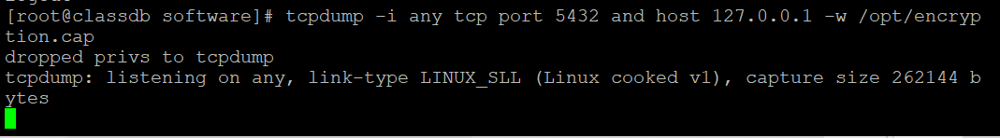 [root@classdb software]# tcpdump -i any tcp port 5432 and host 127.0.0.1 -w /opt/encryp
tion.cap
dropped privs to tcpdump
tcpdump: listening on any, link-type LINUX_SLL (Linux cooked v1), capture size 262144 b
ytes